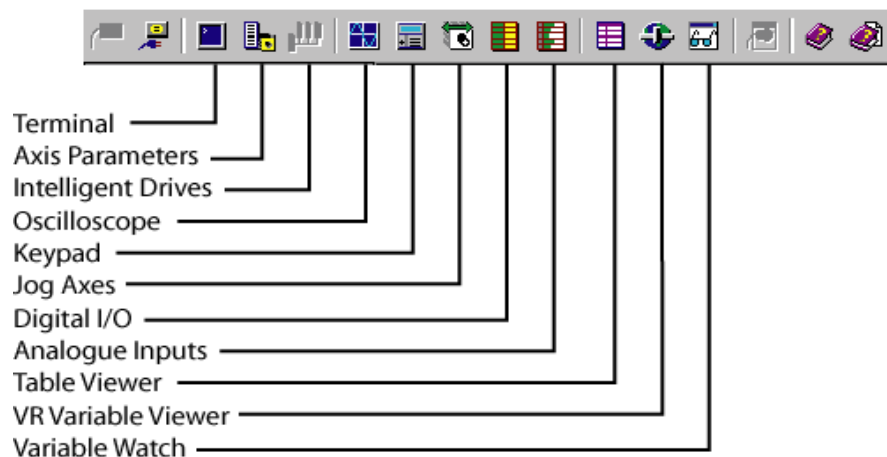 Terminal
Axis Parameters
Intelligent Drives
Oscilloscope
Keypad
Jog Axes
Digital I/O
Analogue Inputs
Table Viewer
VR Variable Viewer
Variable Watch